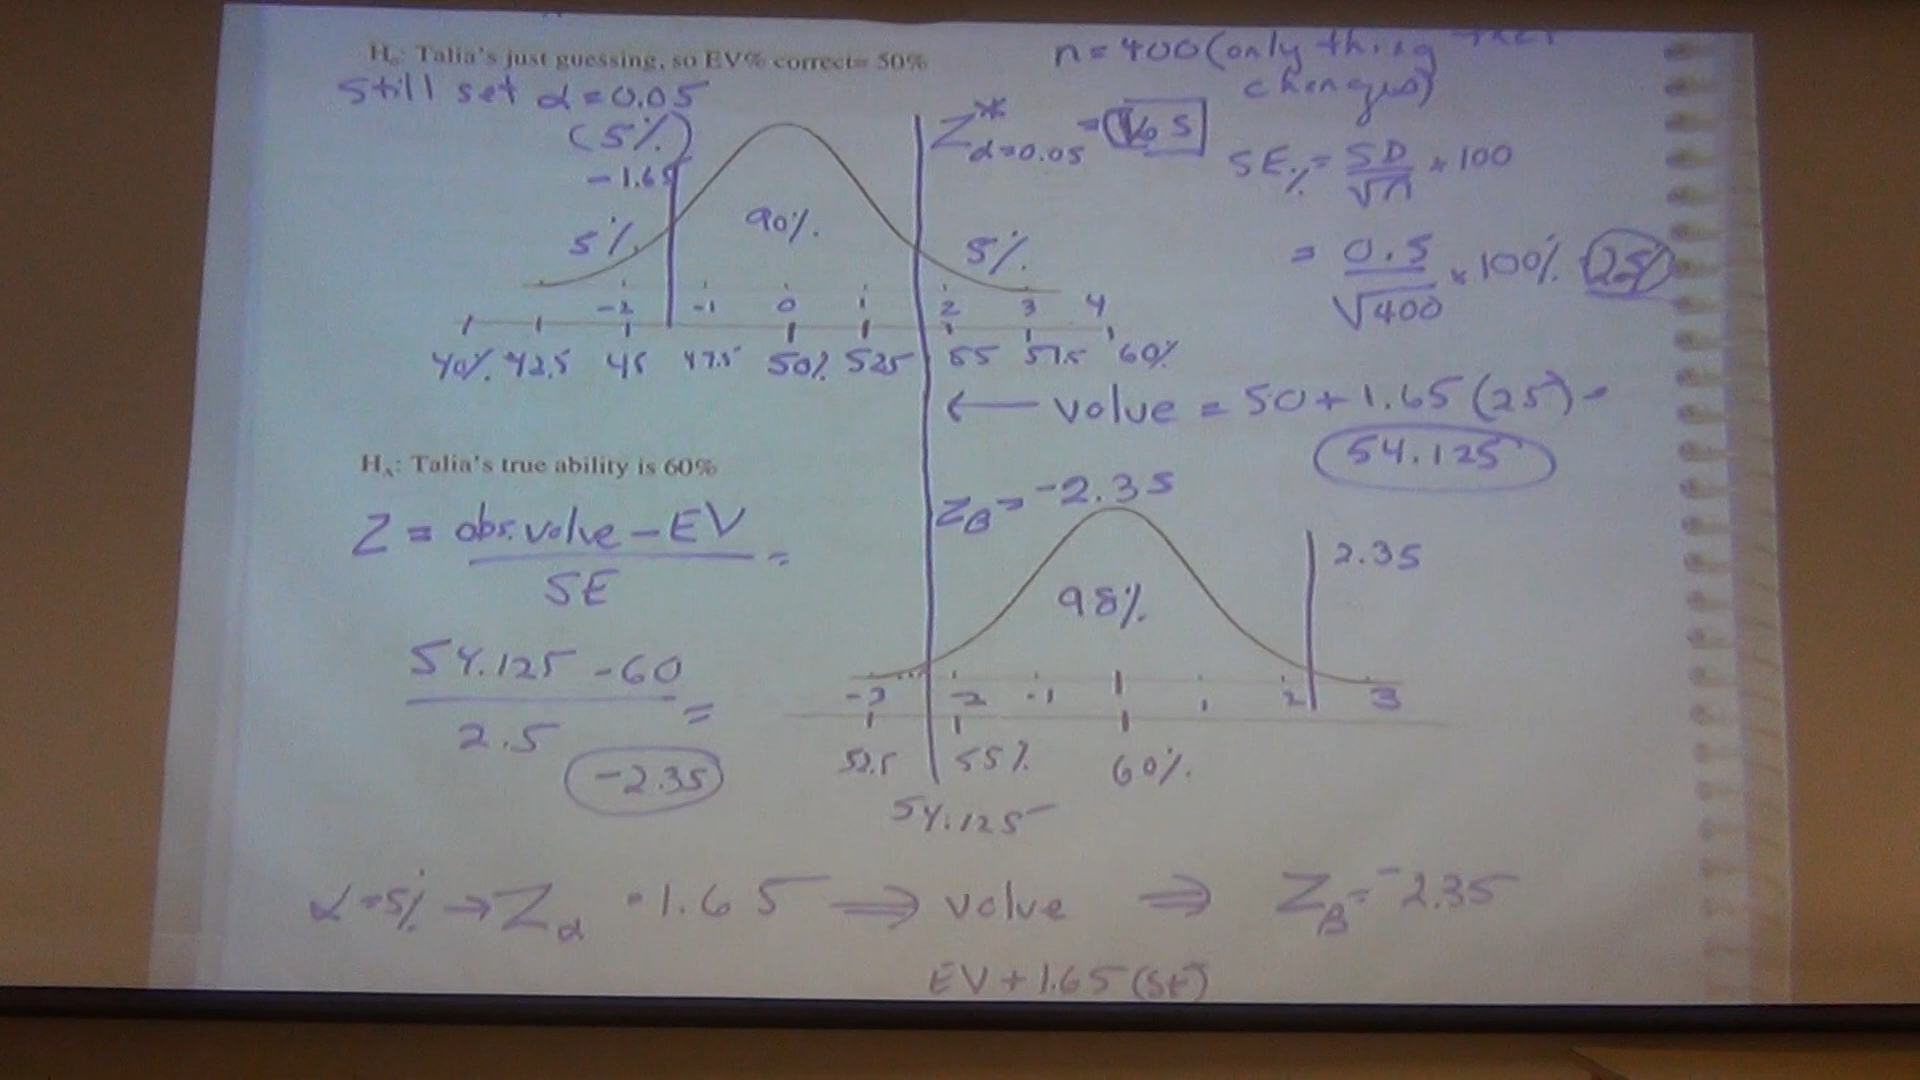 H₀: Talia's just guessing, so EV% correct= 50%
Still set α = 0.05
(5%)
n = 400 (only thing that
changes)
Z*α=0.05 = 1.65
SE% = SD/√n * 100
= 0.5/√400 * 100% 2.5%
-1.65
5% 90% 5%
-2 -1 0 1 2 3 4
40% 42.5 45 47.5 50% 52.5 55 57.5 60%
← value = 50 + 1.65 (2.5) =
54.125
Hₐ: Talia's true ability is 60%
Z = obs. value - EV / SE =
Zβ = -2.35
2.35
98%
54.125 - 60 / 2.5 =
-2.35
-3 -2 -1 1 2 3
52.5 55% 60%
54.125
α = 5% → Zα = 1.65 ⇒ value ⇒ Zβ = -2.35
EV + 1.65 (SE)